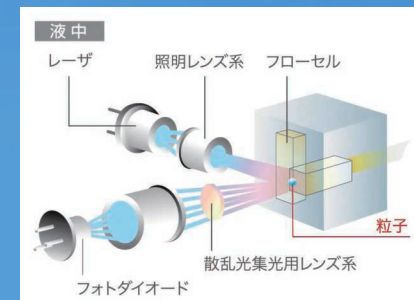 液中
レーザ
照明レンズ系
フローセル
粒子
散乱光集光用レンズ系
フォトダイオード